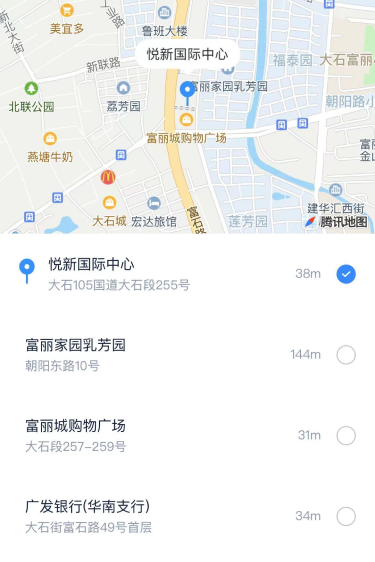 美宜多
鲁班大楼
新北大街
悦新国际中心
新联路
福泰园
大石富丽
富丽家园乳芳园
北联公园
荔芳园
朝阳路小
富丽城购物广场
燕塘牛奶
富丽
金山
大石城
宏达旅馆
富石路
莲芳园
建华汇西街
腾讯地图
悦新国际中心
38m
大石105国道大石段255号
富丽家园乳芳园
144m
朝阳东路10号
富丽城购物广场
31m
大石段257-259号
广发银行(华南支行)
34m
大石街富石路49号首层